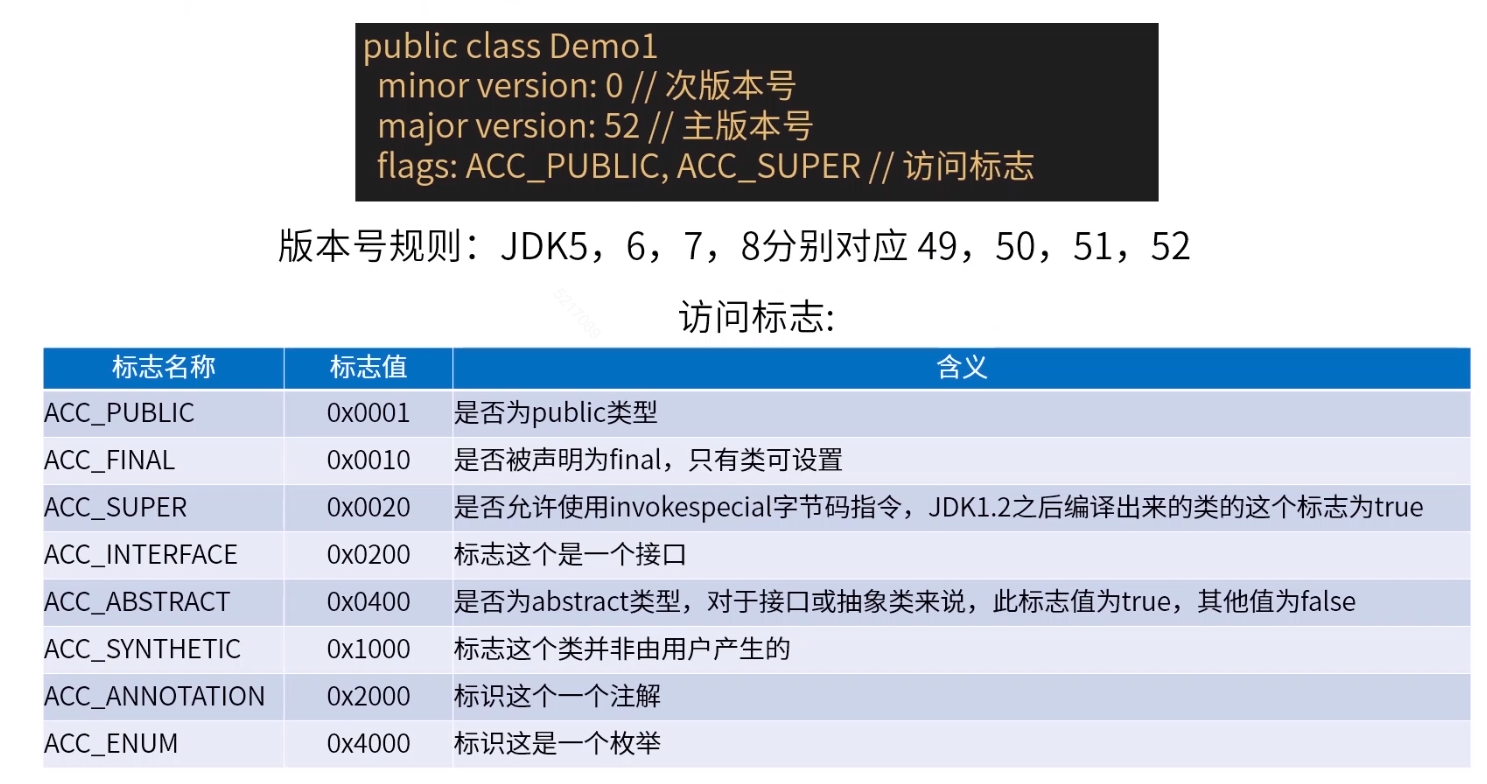 public class Demo1
minor version: 0 // 次版本号
major version: 52 // 主版本号
flags: ACC_PUBLIC, ACC_SUPER // 访问标志
版本号规则：JDK5，6，7，8分别对应 49，50，51，52
5217089
访问标志:
标志名称 标志值 含义
ACC_PUBLIC 0x0001 是否为public类型
ACC_FINAL 0x0010 是否被声明为final，只有类可设置
ACC_SUPER 0x0020 是否允许使用invokespecial字节码指令，JDK1.2之后编译出来的类的这个标志为true
ACC_INTERFACE 0x0200 标志这个是一个接口
ACC_ABSTRACT 0x0400 是否为abstract类型，对于接口或抽象类来说，此标志值为true，其他值为false
ACC_SYNTHETIC 0x1000 标志这个类并非由用户产生的
ACC_ANNOTATION 0x2000 标识这个一个注解
ACC_ENUM 0x4000 标识这是一个枚举